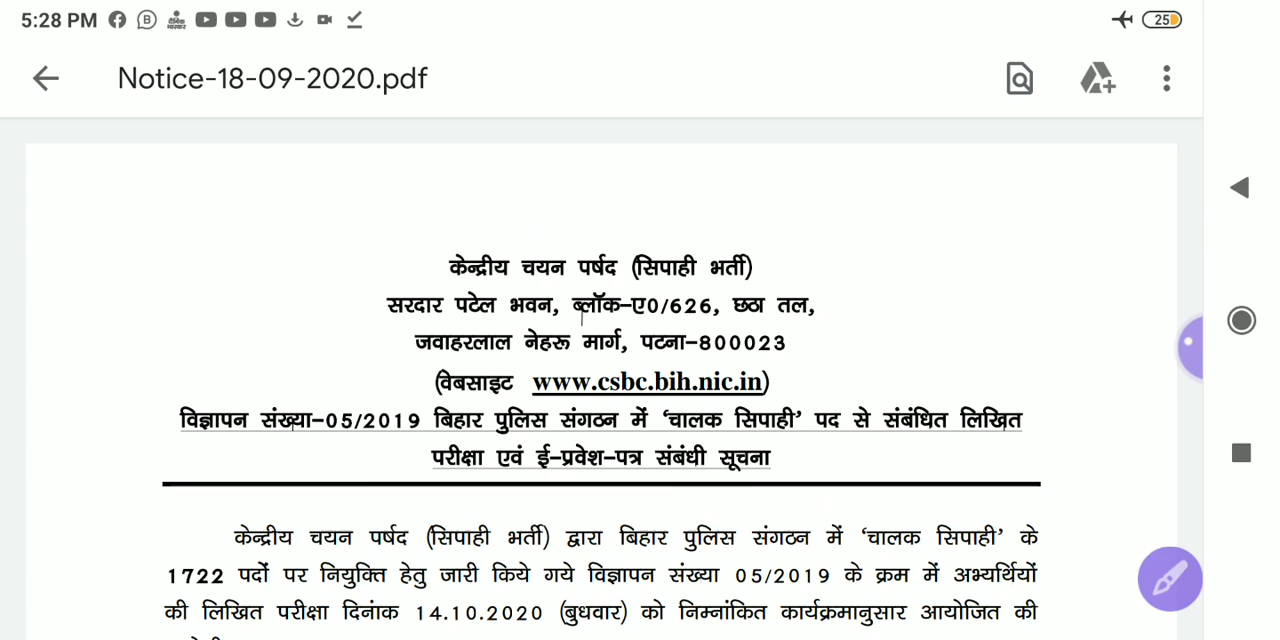 5:28 PM
25
Notice-18-09-2020.pdf
केन्द्रीय चयन पर्षद (सिपाही भर्ती)
सरदार पटेल भवन, ब्लॉक–ए0/626, छठा तल,
जवाहरलाल नेहरू मार्ग, पटना–800023
(वेबसाइट www.csbc.bih.nic.in)
विज्ञापन संख्या–05/2019 बिहार पुलिस संगठन में ‘चालक सिपाही’ पद से संबंधित लिखित
परीक्षा एवं ई–प्रवेश–पत्र संबंधी सूचना
केन्द्रीय चयन पर्षद (सिपाही भर्ती) द्वारा बिहार पुलिस संगठन में ‘चालक सिपाही’ के
1722 पदों पर नियुक्ति हेतु जारी किये गये विज्ञापन संख्या 05/2019 के क्रम में अभ्यर्थियों
की लिखित परीक्षा दिनांक 14.10.2020 (बुधवार) को निम्नांकित कार्यक्रमानुसार आयोजित की